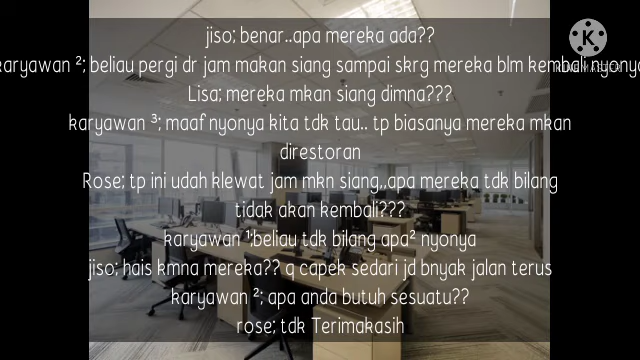 jiso; benar..apa mereka ada??
karyawan ²; beliau pergi dr jam makan siang sampai skrg mereka blm kembali nyonya
Lisa; mereka mkan siang dimna???
karyawan ³; maaf nyonya kita tdk tau.. tp biasanya mereka mkan
direstoran
Rose; tp ini udah klewat jam mkn siang,,apa mereka tdk bilang
tidak akan kembali???
karyawan ¹;beliau tdk bilang apa² nyonya
jiso; hais kmna mereka?? q capek sedari jd bnyak jalan terus
karyawan ²; apa anda butuh sesuatu??
rose; tdk Terimakasih